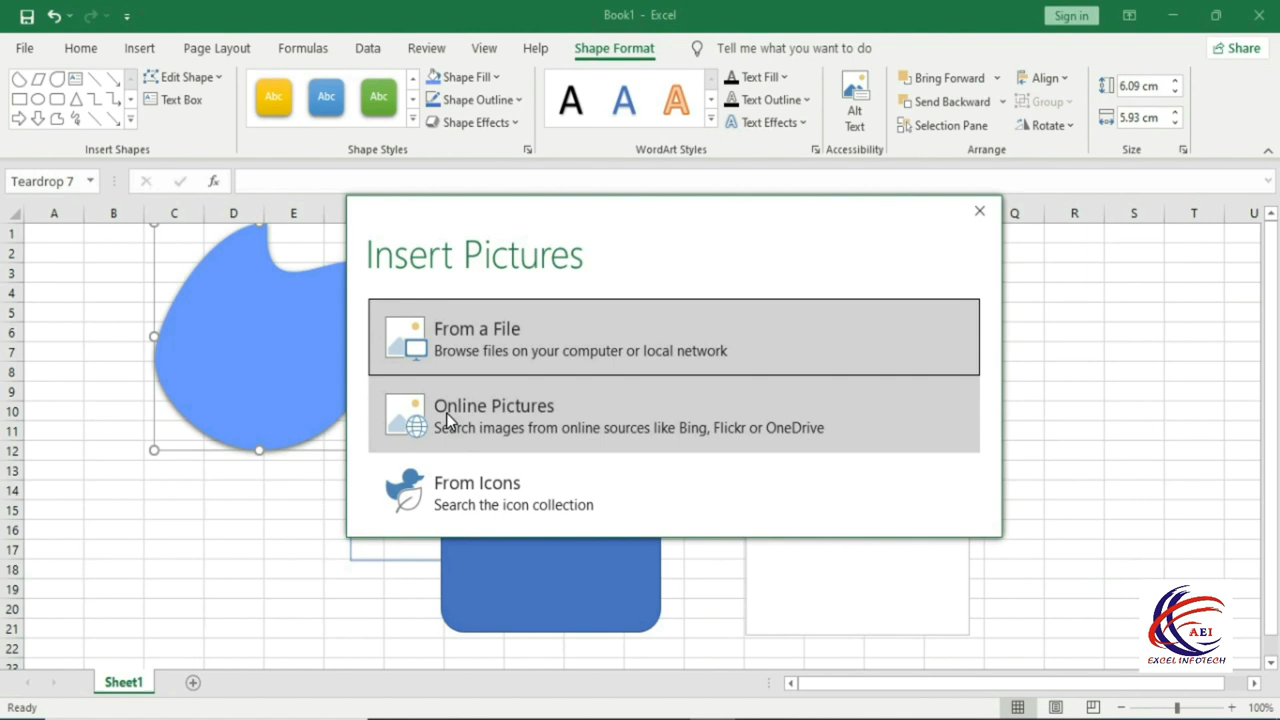 Book1 - Excel
Sign in
File Home Insert Page Layout Formulas Data Review View Help Shape Format Tell me what you want to do Share
Edit Shape
Text Box
Insert Shapes
Abc Abc Abc
Shape Fill
Shape Outline
Shape Effects
Shape Styles
A A A
Text Fill
Text Outline
Text Effects
WordArt Styles
Alt
Text
Accessibility
Bring Forward
Send Backward
Selection Pane
Align
Group
Rotate
Arrange
6.09 cm
5.93 cm
Size
Teardrop 7
fx
A B C D E Q R S T U
1
2
3
4
5
6
7
8
9
10
11
12
13
14
15
16
17
18
19
20
21
22
23
Insert Pictures
From a File
Browse files on your computer or local network
Online Pictures
Search images from online sources like Bing, Flickr or OneDrive
From Icons
Search the icon collection
AEI
EXCEL INFOTECH
Sheet1
Ready
100%